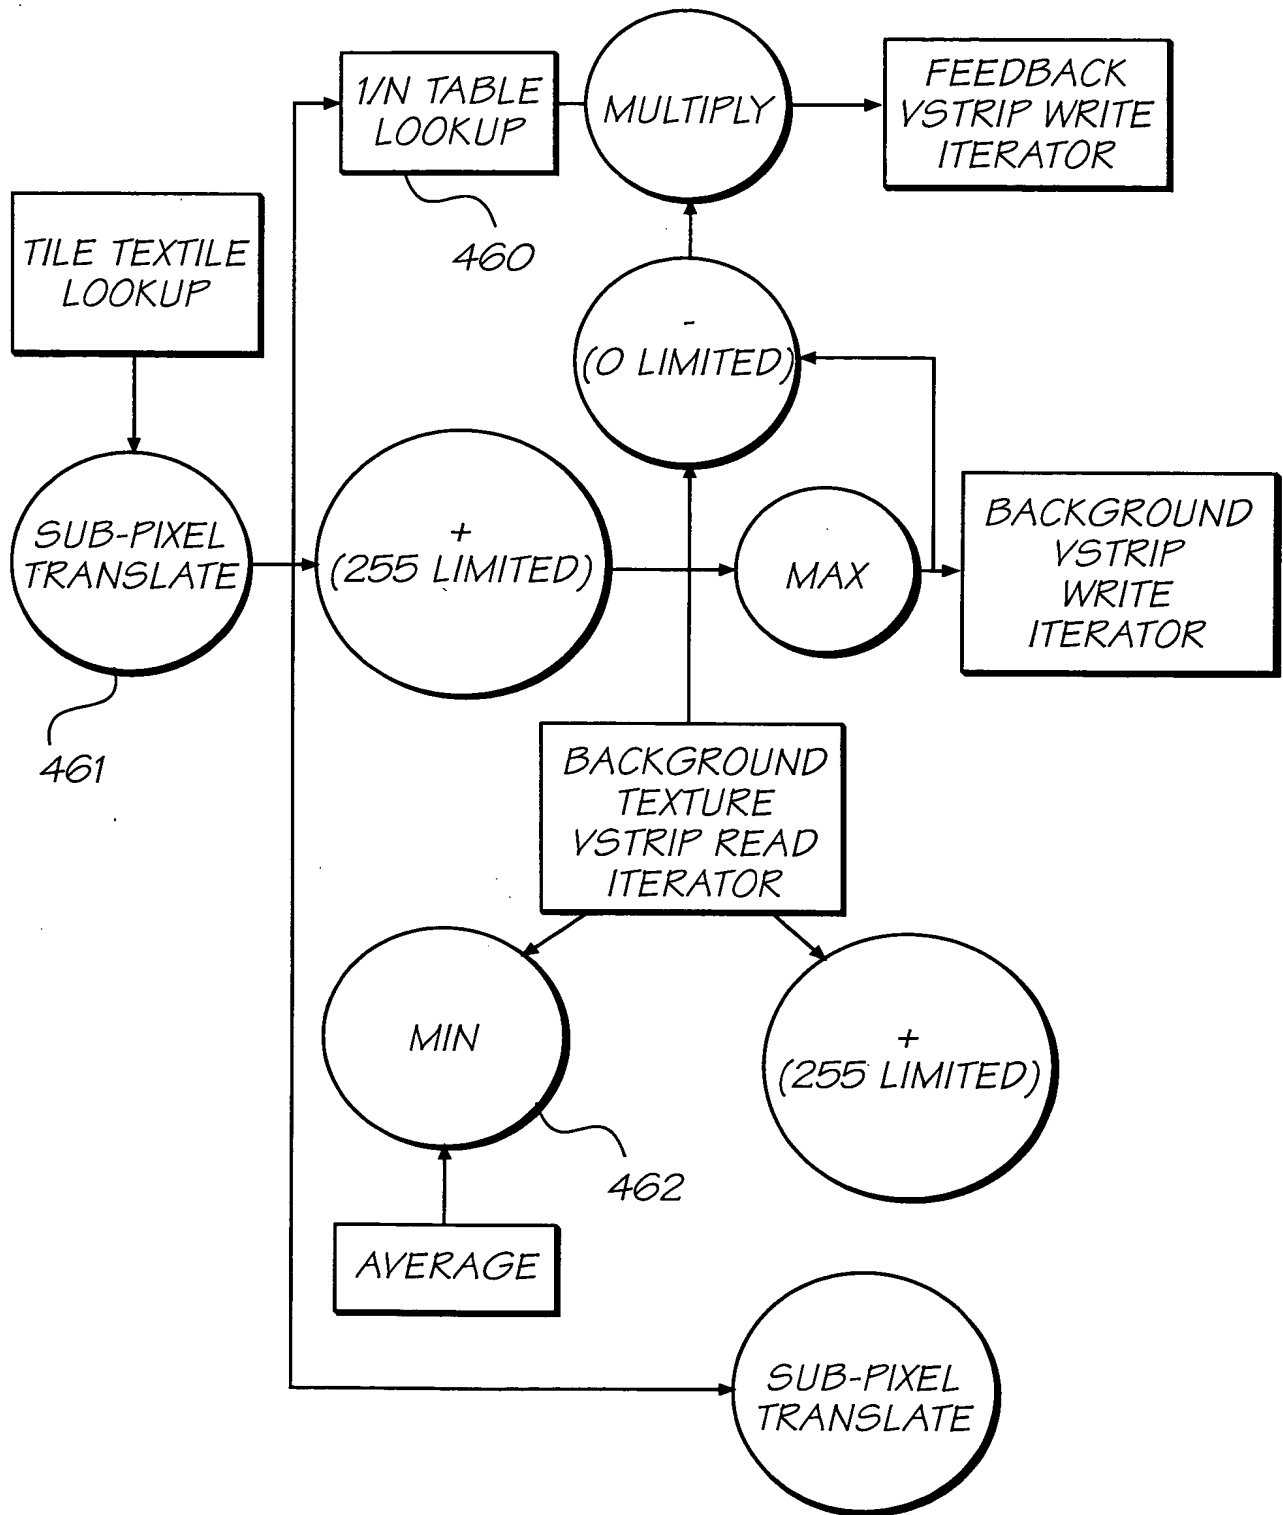 1/N TABLE
LOOKUP
MULTIPLY
FEEDBACK
VSTRIP WRITE
ITERATOR
460
TILE TEXTILE
LOOKUP
-
(0 LIMITED)
SUB-PIXEL
TRANSLATE
+
(255 LIMITED)
MAX
BACKGROUND
VSTRIP
WRITE
ITERATOR
461
BACKGROUND
TEXTURE
VSTRIP READ
ITERATOR
MIN
+
(255 LIMITED)
462
AVERAGE
SUB-PIXEL
TRANSLATE